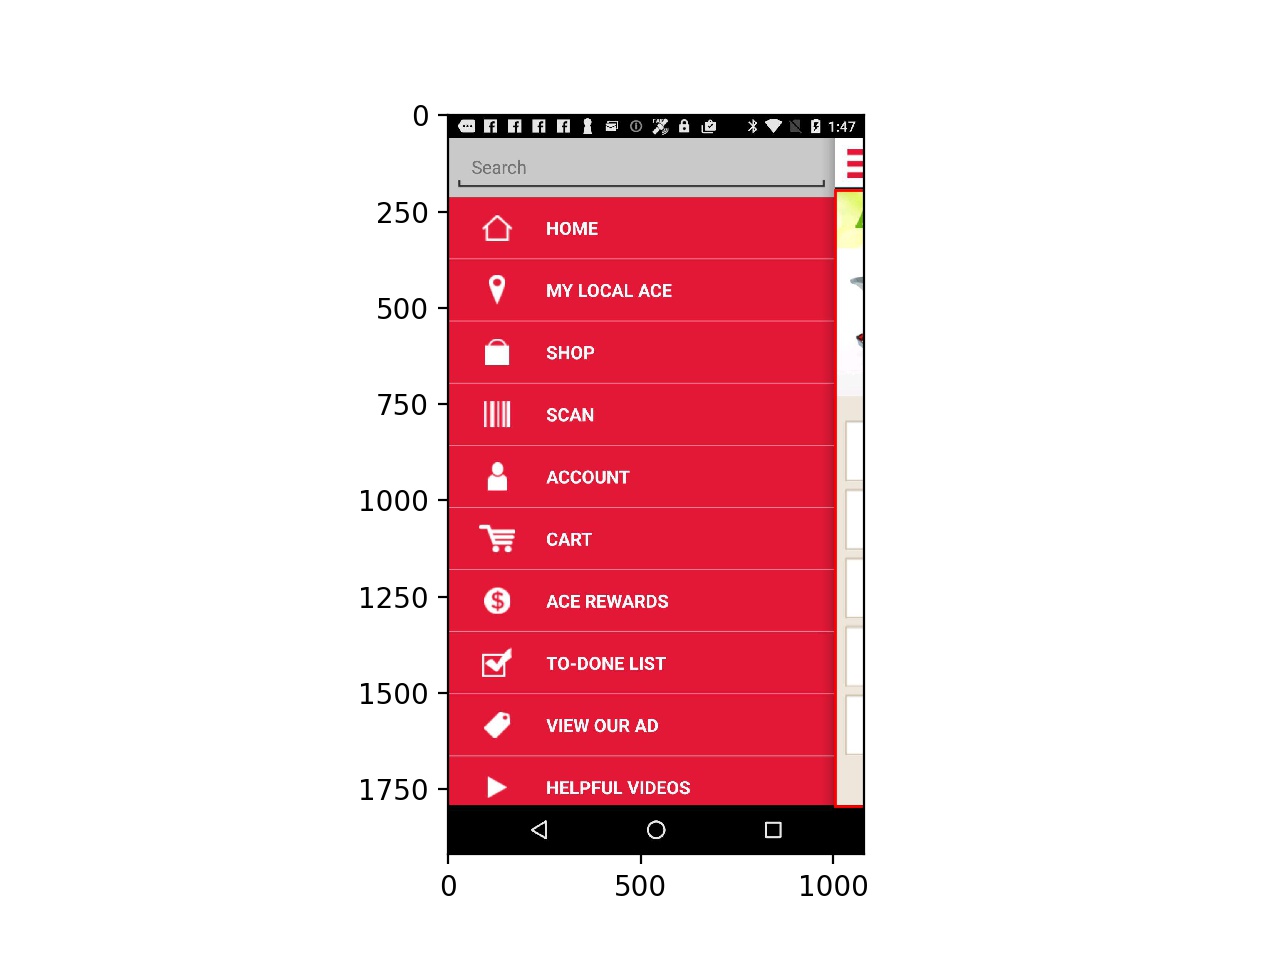 0
250
500
750
1000
1250
1500
1750
1:47
Search
HOME
MY LOCAL ACE
SHOP
SCAN
ACCOUNT
CART
$ ACE REWARDS
TO-DONE LIST
VIEW OUR AD
HELPFUL VIDEOS
0 500 1000